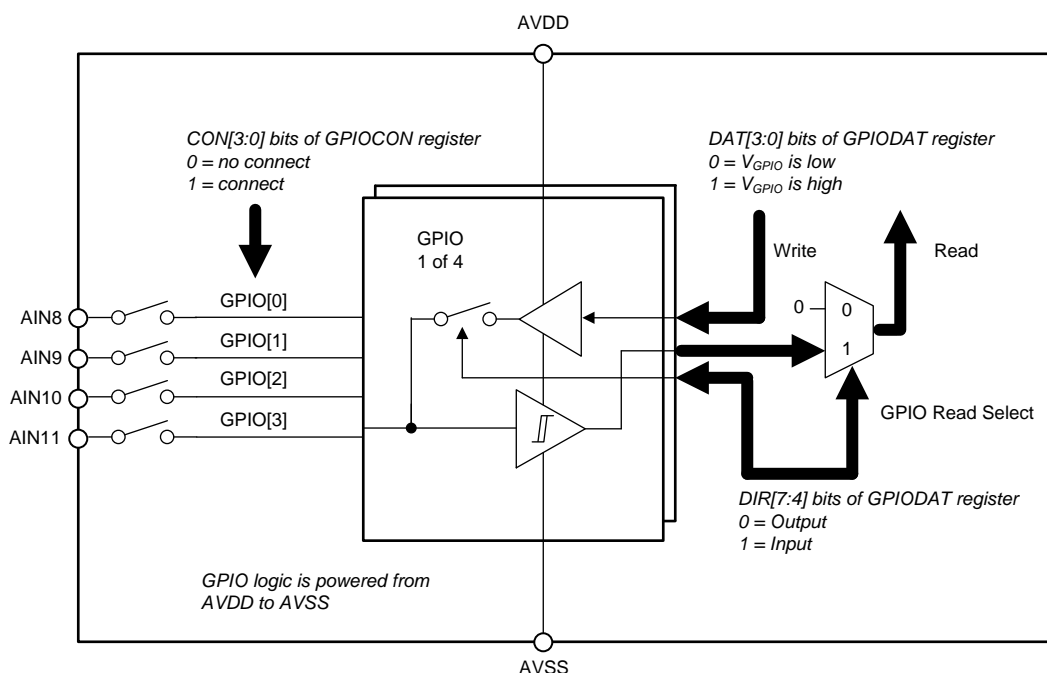 AVDD
CON[3:0] bits of GPIOCON register
0 = no connect
1 = connect
DAT[3:0] bits of GPIODAT register
0 = VGPIO is low
1 = VGPIO is high
GPIO
1 of 4
Write
Read
AIN8
GPIO[0]
0
0
AIN9
GPIO[1]
1
AIN10
GPIO[2]
AIN11
GPIO[3]
GPIO Read Select
DIR[7:4] bits of GPIODAT register
0 = Output
1 = Input
GPIO logic is powered from
AVDD to AVSS
AVSS